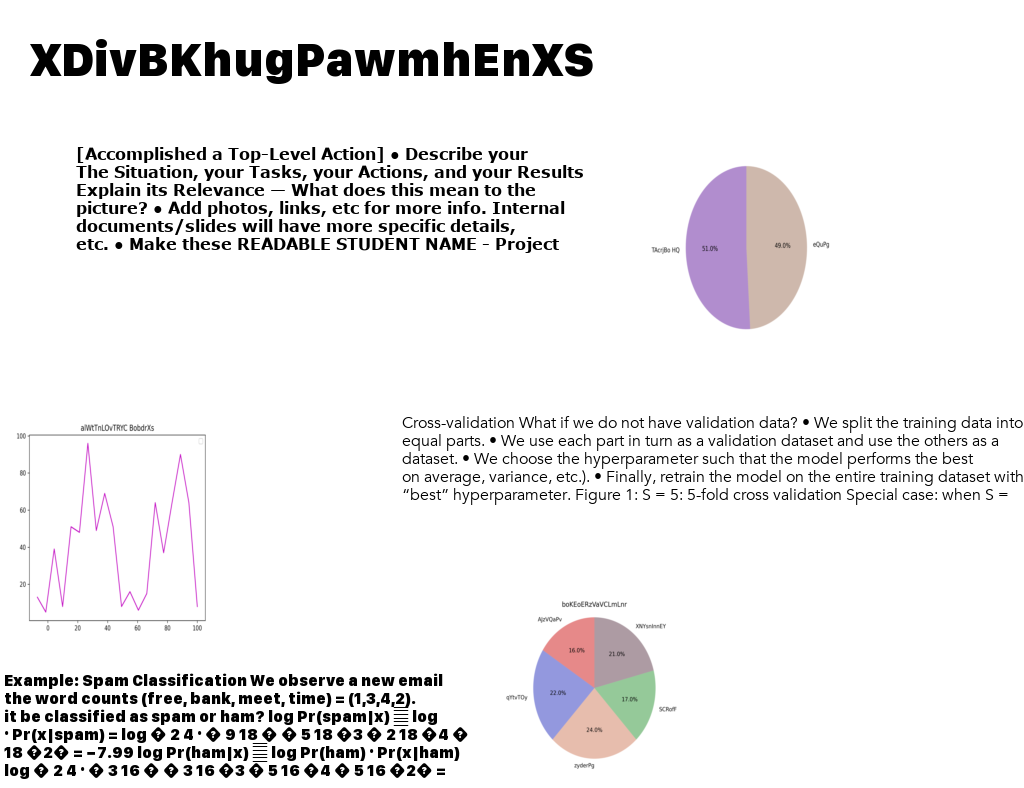 XDivBKhugPawmhEnXS
[Accomplished a Top-Level Action] ● Describe your
The Situation, your Tasks, your Actions, and your Results
Explain its Relevance — What does this mean to the
picture? ● Add photos, links, etc for more info. Internal
documents/slides will have more specific details,
etc. ● Make these READABLE STUDENT NAME - Project
TAcrjBo HQ
51.0%
49.0%
eQuPg
Cross-validation What if we do not have validation data? • We split the training data into
equal parts. • We use each part in turn as a validation dataset and use the others as a
dataset. • We choose the hyperparameter such that the model performs the best
on average, variance, etc.). • Finally, retrain the model on the entire training dataset with
“best” hyperparameter. Figure 1: S = 5: 5-fold cross validation Special case: when S =
alWtTnLOvTRYC BobdrXs
100
80
60
40
20
0 20 40 60 80 100
boKEoERzVaVCLmLnr
AJzVQaPv
XNYsnInnEY
16.0%
21.0%
qYtvTOy
22.0%
17.0%
SCRofF
24.0%
zyderPg
Example: Spam Classification We observe a new email
the word counts (free, bank, meet, time) = (1,3,4,2).
it be classified as spam or ham? log Pr(spam|x) log
· Pr(x|spam) = log � 2 4 · � 9 18 � � 5 18 �3 � 2 18 �4 �
18 �2� = −7.99 log Pr(ham|x) log Pr(ham) · Pr(x|ham)
log � 2 4 · � 3 16 � � 3 16 �3 � 5 16 �4 � 5 16 �2� =